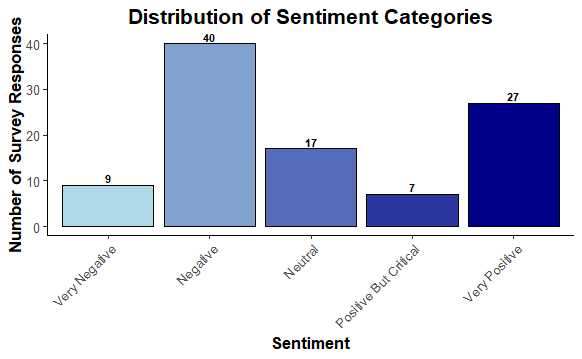 Distribution of Sentiment Categories
Number of Survey Responses
40
30
20
10
0
9
40
17
7
27
Very Negative
Negative
Neutral
Positive But Critical
Very Positive
Sentiment